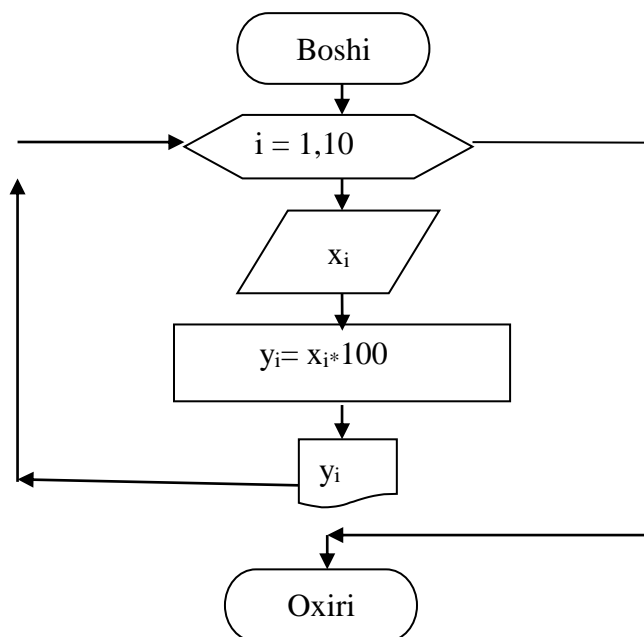 Boshi
i = 1,10
xᵢ
yᵢ= xᵢ*100
yᵢ
Oxiri